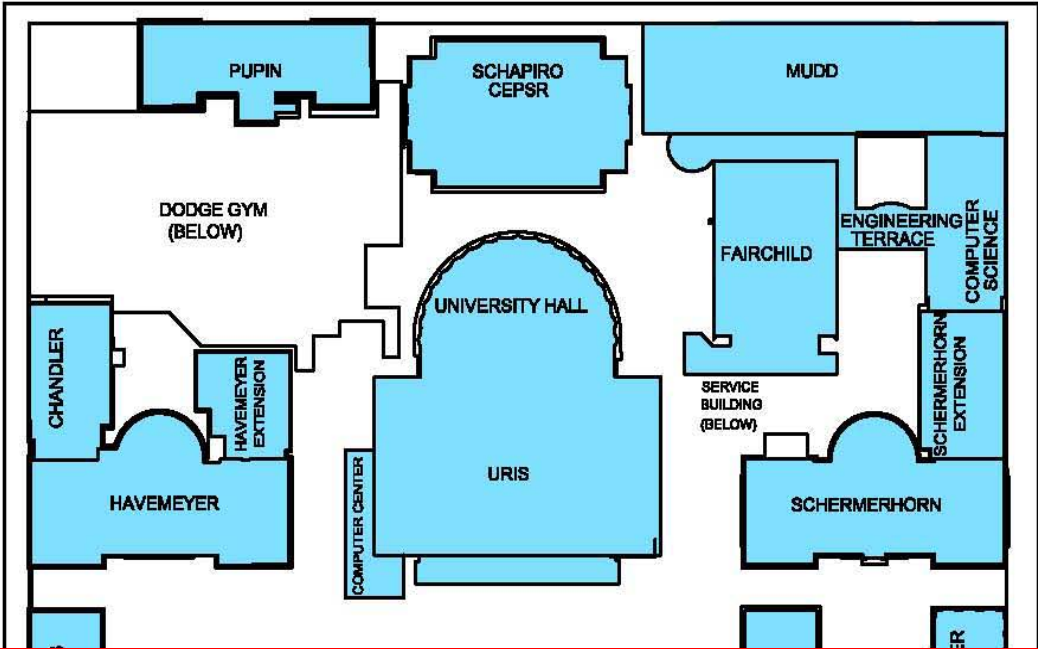 PUPIN
SCHAPIRO
CEPSR
MUDD
DODGE GYM
(BELOW)
ENGINEERING
TERRACE
COMPUTER
SCIENCE
FAIRCHILD
UNIVERSITY HALL
CHANDLER
HAVEMEYER
EXTENSION
SERVICE
BUILDING
(BELOW)
SCHERMERHORN
EXTENSION
HAVEMEYER
COMPUTER CENTER
URIS
SCHERMERHORN
ER